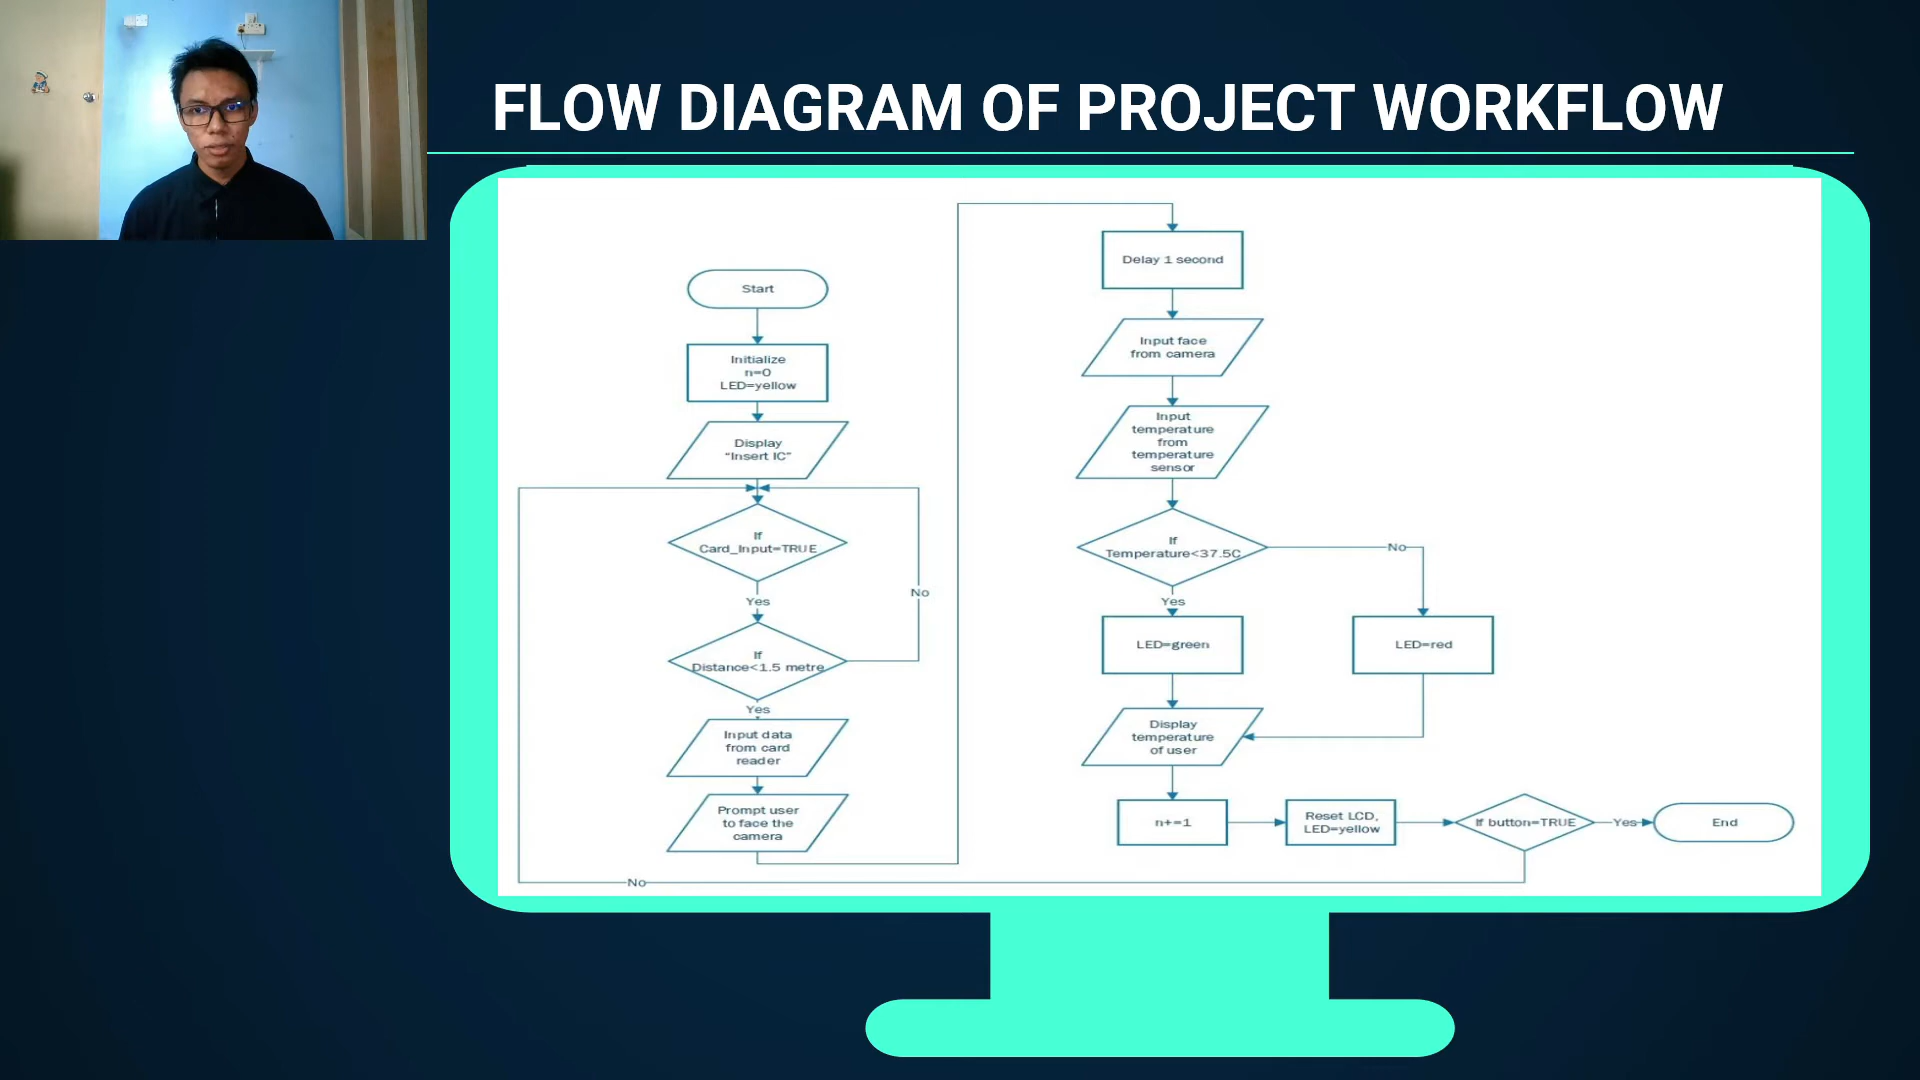 FLOW DIAGRAM OF PROJECT WORKFLOW
Start
Initialize
n=0
LED=yellow
Display
“Insert IC”
If
Card_Input=TRUE
Yes
No
If
Distance<1.5 metre
Yes
Input data
from card
reader
Prompt user
to face the
camera
No
Delay 1 second
Input face
from camera
Input
temperature
from
temperature
sensor
If
Temperature<37.5C
No
Yes
LED=green
LED=red
Display
temperature
of user
n+=1
Reset LCD,
LED=yellow
If button=TRUE
Yes
End